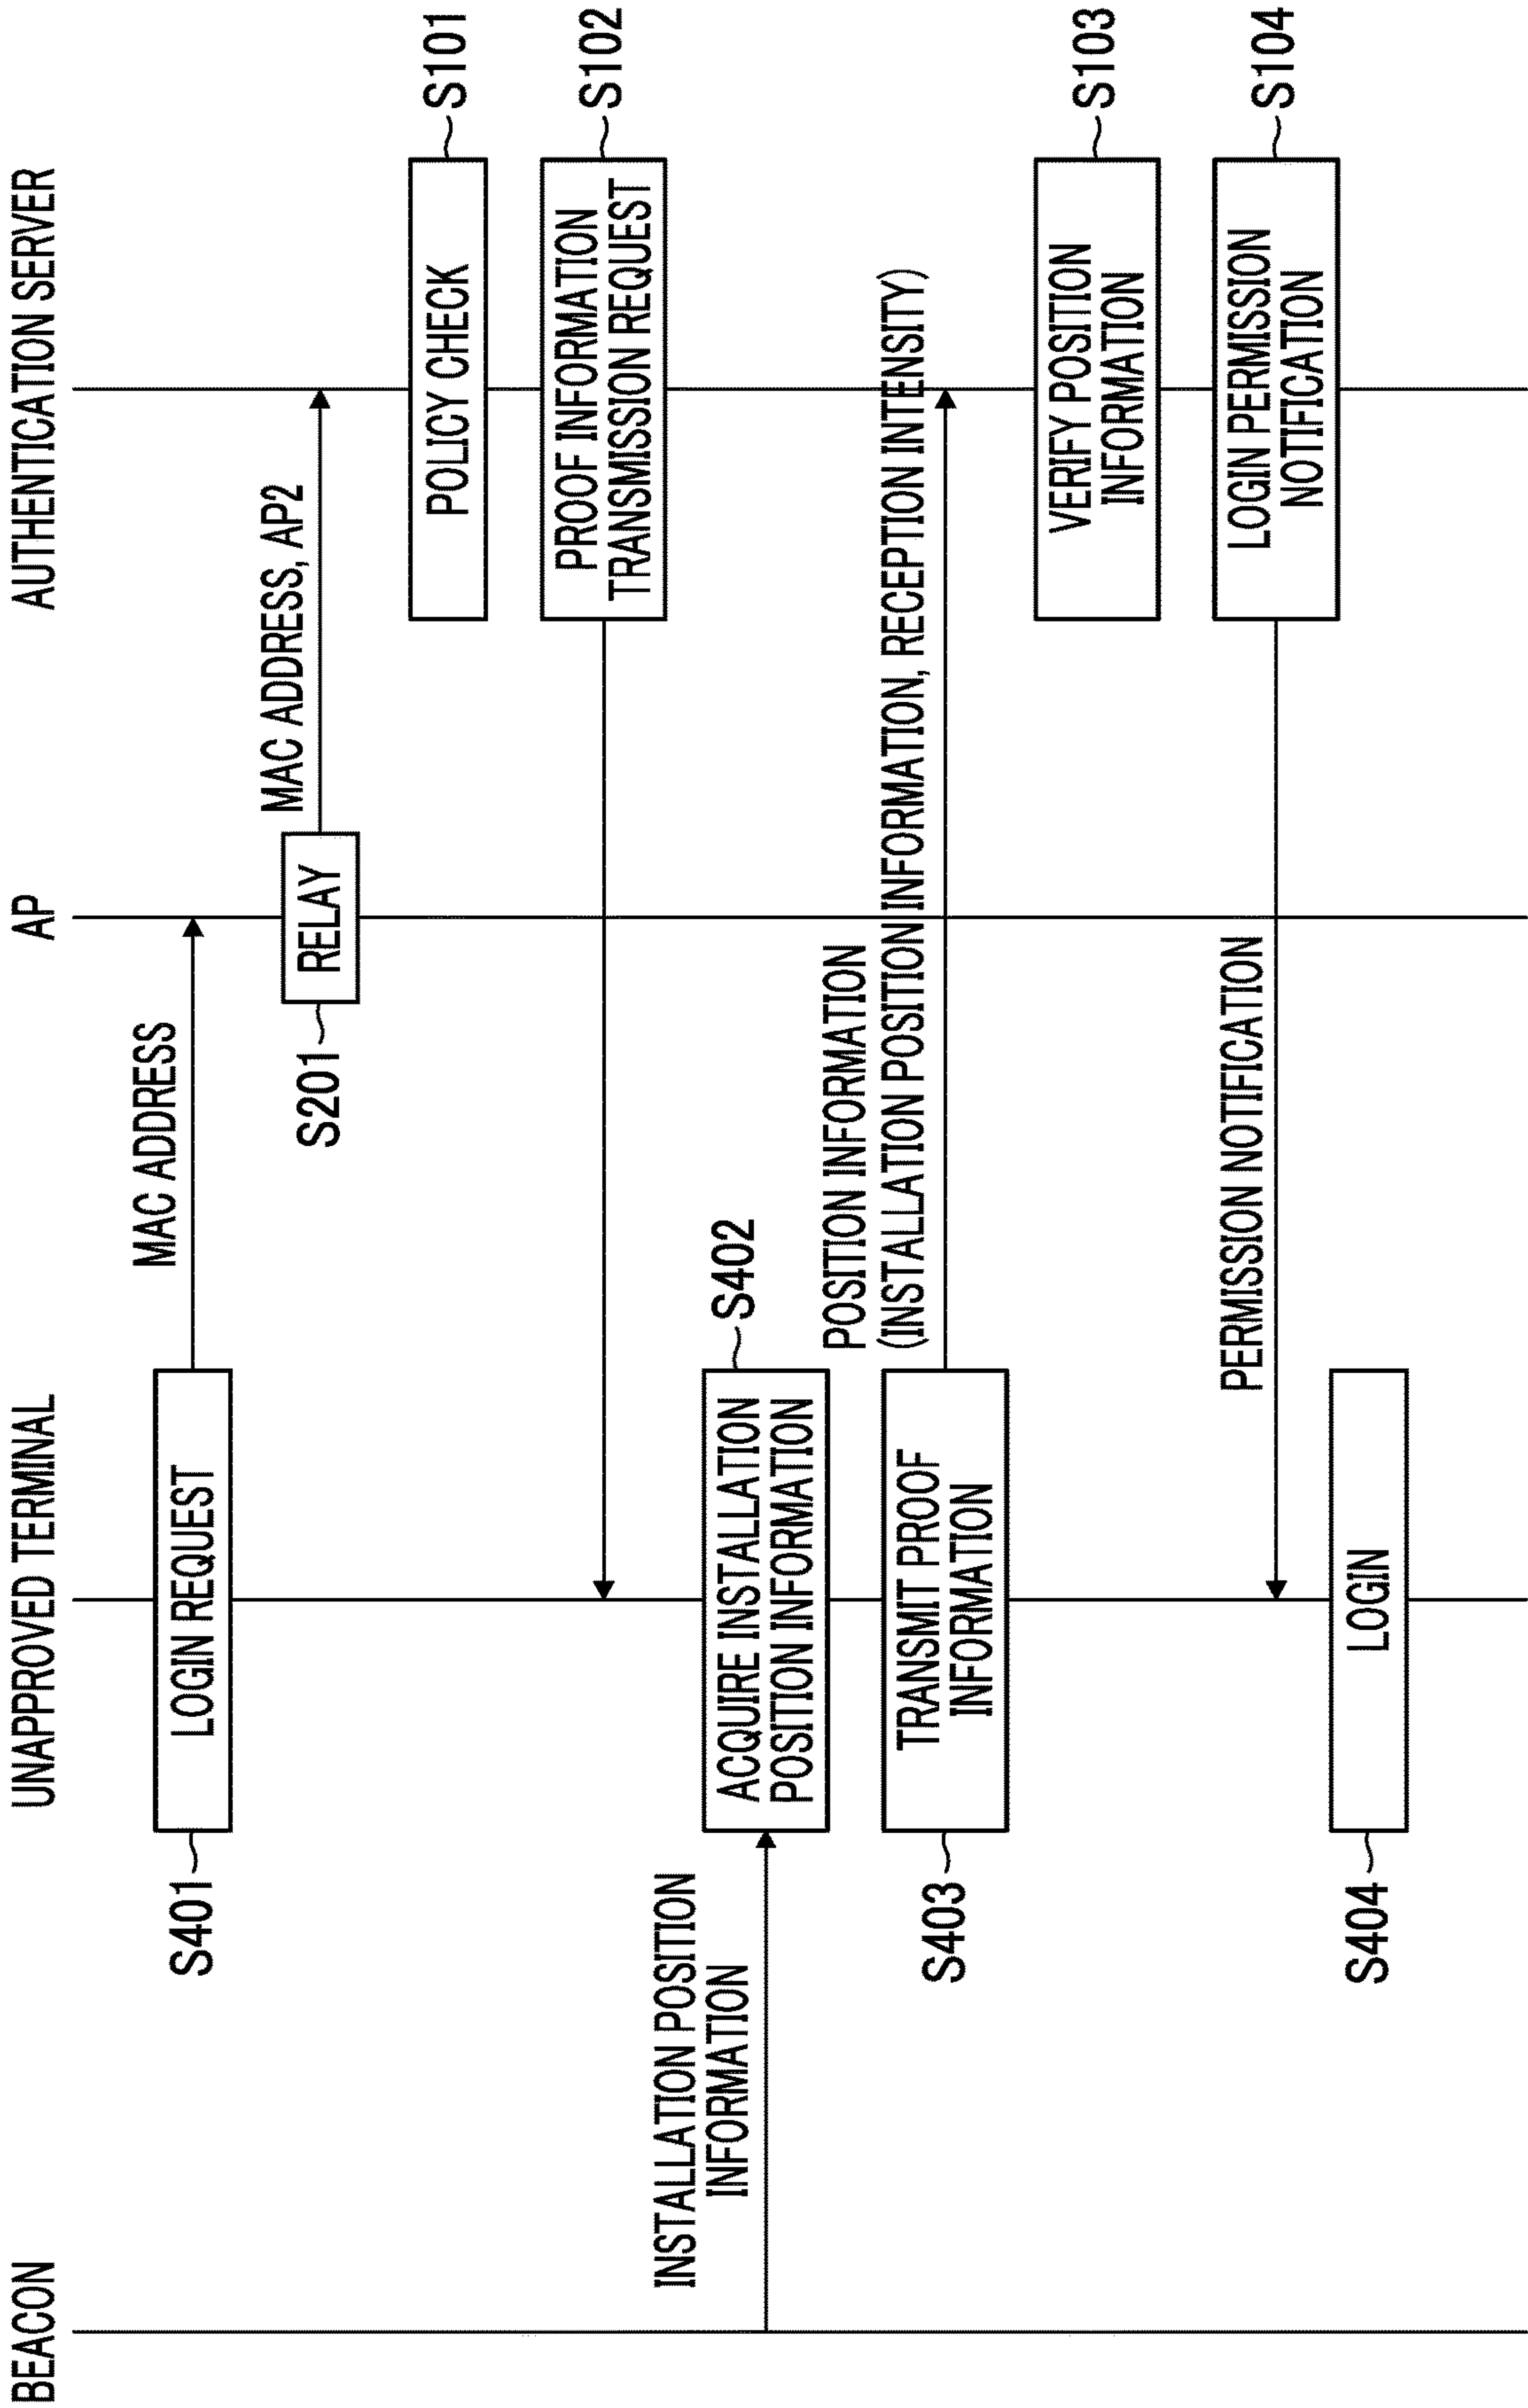 BEACON
UNAPPROVED TERMINAL
AP
AUTHENTICATION SERVER
S401
LOGIN REQUEST
MAC ADDRESS
S201
RELAY
MAC ADDRESS, AP2
POLICY CHECK
S101
PROOF INFORMATION
TRANSMISSION REQUEST
S102
INSTALLATION POSITION
INFORMATION
ACQUIRE INSTALLATION
POSITION INFORMATION
S402
S403
TRANSMIT PROOF
INFORMATION
POSITION INFORMATION
(INSTALLATION POSITION INFORMATION, RECEPTION INTENSITY)
VERIFY POSITION
INFORMATION
S103
LOGIN PERMISSION
NOTIFICATION
S104
PERMISSION NOTIFICATION
S404
LOGIN